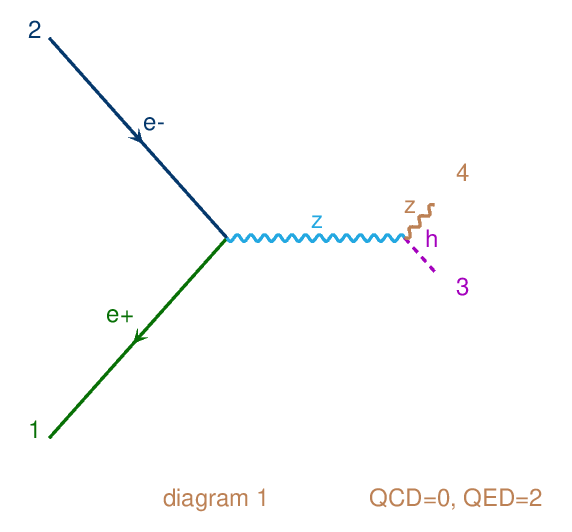 2
e-
4
z
z
h
3
e+
1
diagram 1
QCD=0, QED=2